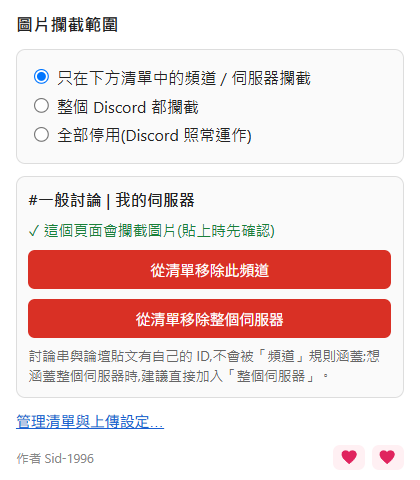 圖片攔截範圍
只在下方清單中的頻道 / 伺服器攔截
整個 Discord 都攔截
全部停用(Discord 照常運作)
#一般討論 | 我的伺服器
✓ 這個頁面會攔截圖片(貼上時先確認)
從清單移除此頻道
從清單移除整個伺服器
討論串與論壇貼文有自己的 ID,不會被「頻道」規則涵蓋;想
涵蓋整個伺服器時,建議直接加入「整個伺服器」。
管理清單與上傳設定…
作者 Sid-1996